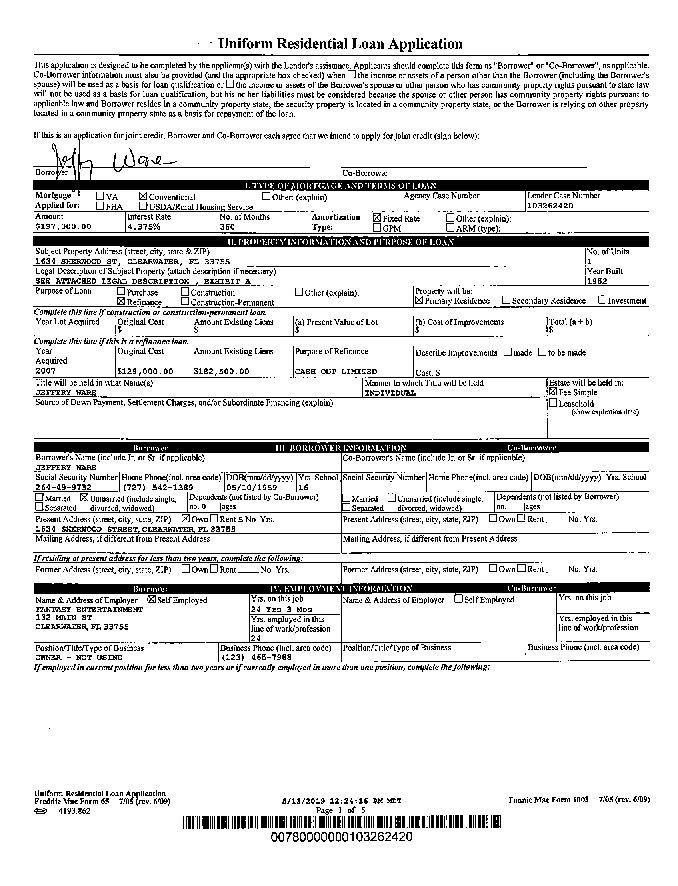 Uniform Residential Loan Application
This application is designed to be completed by the applicant(s) with the Lender's assistance. Applicants should complete this form as "Borrower" or "Co-Borrower", as applicable.
Co-Borrower information must also be provided (and the appropriate box checked) when ☐ the income or assets of a person other than the Borrower (including the Borrower's
spouse) will be used as a basis for loan qualification or ☐ the income or assets of the Borrower's spouse or other person who has community property rights pursuant to state law
will not be used as a basis for loan qualification, but his or her liabilities must be considered because the spouse or other person has community property rights pursuant to
applicable law and Borrower resides in a community property state, the security property is located in a community property state, or the Borrower is relying on other property
located in a community property state as a basis for repayment of the loan.
If this is an application for joint credit, Borrower and Co-Borrower each agree that we intend to apply for joint credit (sign below):
Borrower Co-Borrower
I. TYPE OF MORTGAGE AND TERMS OF LOAN
Mortgage ☐ VA ☒ Conventional ☐ Other (explain) Agency Case Number Lender Case Number
Applied for: ☐ FHA ☐ USDA/Rural Housing Service 103262420
Amount Interest Rate No. of Months Amortization ☒ Fixed Rate ☐ Other (explain):
$197,000.00 4.375% 360 Type: ☐ GPM ☐ ARM (type):
II. PROPERTY INFORMATION AND PURPOSE OF LOAN
Subject Property Address (street, city, state & ZIP) No. of Units
1634 SHERWOOD ST, CLEARWATER, FL 33755 1
Legal Description of Subject Property (attach description if necessary) Year Built
SEE ATTACHED LEGAL DESCRIPTION , EXHIBIT A 1952
Purpose of Loan ☐ Purchase ☐ Construction ☐ Other (explain): Property will be:
☒ Refinance ☐ Construction-Permanent ☒ Primary Residence ☐ Secondary Residence ☐ Investment
Complete this line if construction or construction-permanent loan.
Year Lot Acquired Original Cost Amount Existing Liens (a) Present Value of Lot (b) Cost of Improvements Total (a + b)
$ $ $ $ $
Complete this line if this is a refinance loan.
Year Original Cost Amount Existing Liens Purpose of Refinance Describe Improvements ☐ made ☐ to be made
Acquired
2007 $129,000.00 $182,500.00 CASH OUT LIMITED Cost: $
Title will be held in what Name(s) Manner in which Title will be held Estate will be held in:
JEFFERY WARE INDIVIDUAL ☒ Fee Simple
Source of Down Payment, Settlement Charges, and/or Subordinate Financing (explain) ☐ Leasehold
(show expiration date)
Borrower III. BORROWER INFORMATION Co-Borrower
Borrower's Name (include Jr. or Sr. if applicable) Co-Borrower's Name (include Jr. or Sr. if applicable)
JEFFERY WARE
Social Security Number Home Phone(incl. area code) DOB(mm/dd/yyyy) Yrs. School Social Security Number Home Phone(incl. area code) DOB(mm/dd/yyyy) Yrs. School
264-49-9732 (727) 542-1389 05/10/1959 16
☐ Married ☒ Unmarried (include single, Dependents (not listed by Co-Borrower) ☐ Married ☐ Unmarried (include single, Dependents (not listed by Borrower)
☐ Separated divorced, widowed) no. 0 ages ☐ Separated divorced, widowed) no. ages
Present Address (street, city, state, ZIP) ☒ Own ☐ Rent 5 No. Yrs. Present Address (street, city, state, ZIP) ☐ Own ☐ Rent No. Yrs.
1634 SHERWOOD STREET, CLEARWATER, FL 33755
Mailing Address, if different from Present Address Mailing Address, if different from Present Address
If residing at present address for less than two years, complete the following:
Former Address (street, city, state, ZIP) ☐ Own ☐ Rent No. Yrs. Former Address (street, city, state, ZIP) ☐ Own ☐ Rent No. Yrs.
Borrower IV. EMPLOYMENT INFORMATION Co-Borrower
Name & Address of Employer ☒ Self Employed Yrs. on this job Name & Address of Employer ☐ Self Employed Yrs. on this job
FANTASY ENTERTAINMENT 24 Yrs 3 Mos
132 MAIN ST Yrs. employed in this Yrs. employed in this
CLEARWATER, FL 33755 line of work/profession line of work/profession
24
Position/Title/Type of Business Business Phone (incl. area code) Position/Title/Type of Business Business Phone (incl. area code)
OWNER - NOT USING (123) 465-7988
If employed in current position for less than two years or if currently employed in more than one position, complete the following:
Uniform Residential Loan Application
Freddie Mac Form 65 7/05 (rev. 6/09) 5/13/2019 12:24:16 PM MST Fannie Mae Form 1003 7/05 (rev. 6/09)
4193.862 Page 1 of 5
00780000000103262420